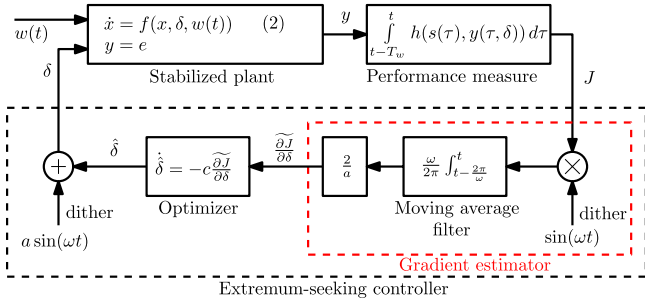 w(t)
ẋ = f(x, δ, w(t)) (2)
y = e
Stabilized plant
y
∫_{t−T_w}^{t} h(s(τ), y(τ, δ)) dτ
Performance measure
J
δ
+
δ̂
δ̂̇ = −c ∂̃J/∂δ
Optimizer
∂̃J/∂δ
2/a
ω/2π ∫_{t−2π/ω}^{t}
Moving average
filter
×
dither
a sin(ωt)
dither
sin(ωt)
Gradient estimator
Extremum-seeking controller